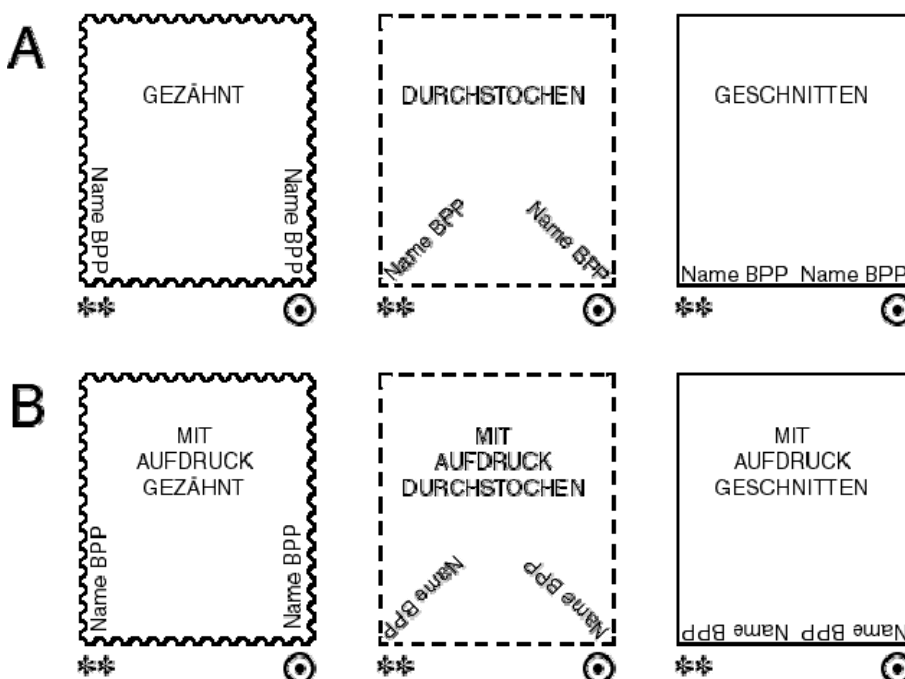 A
GEZÄHNT
Name BPP
Name BPP
**
DURCHSTOCHEN
Name BPP
Name BPP
**
GESCHNITTEN
Name BPP Name BPP
**
B
MIT
AUFDRUCK
GEZÄHNT
Name BPP
Name BPP
**
MIT
AUFDRUCK
DURCHSTOCHEN
Name BPP
Name BPP
**
MIT
AUFDRUCK
GESCHNITTEN
Name BPP Name BPP
**